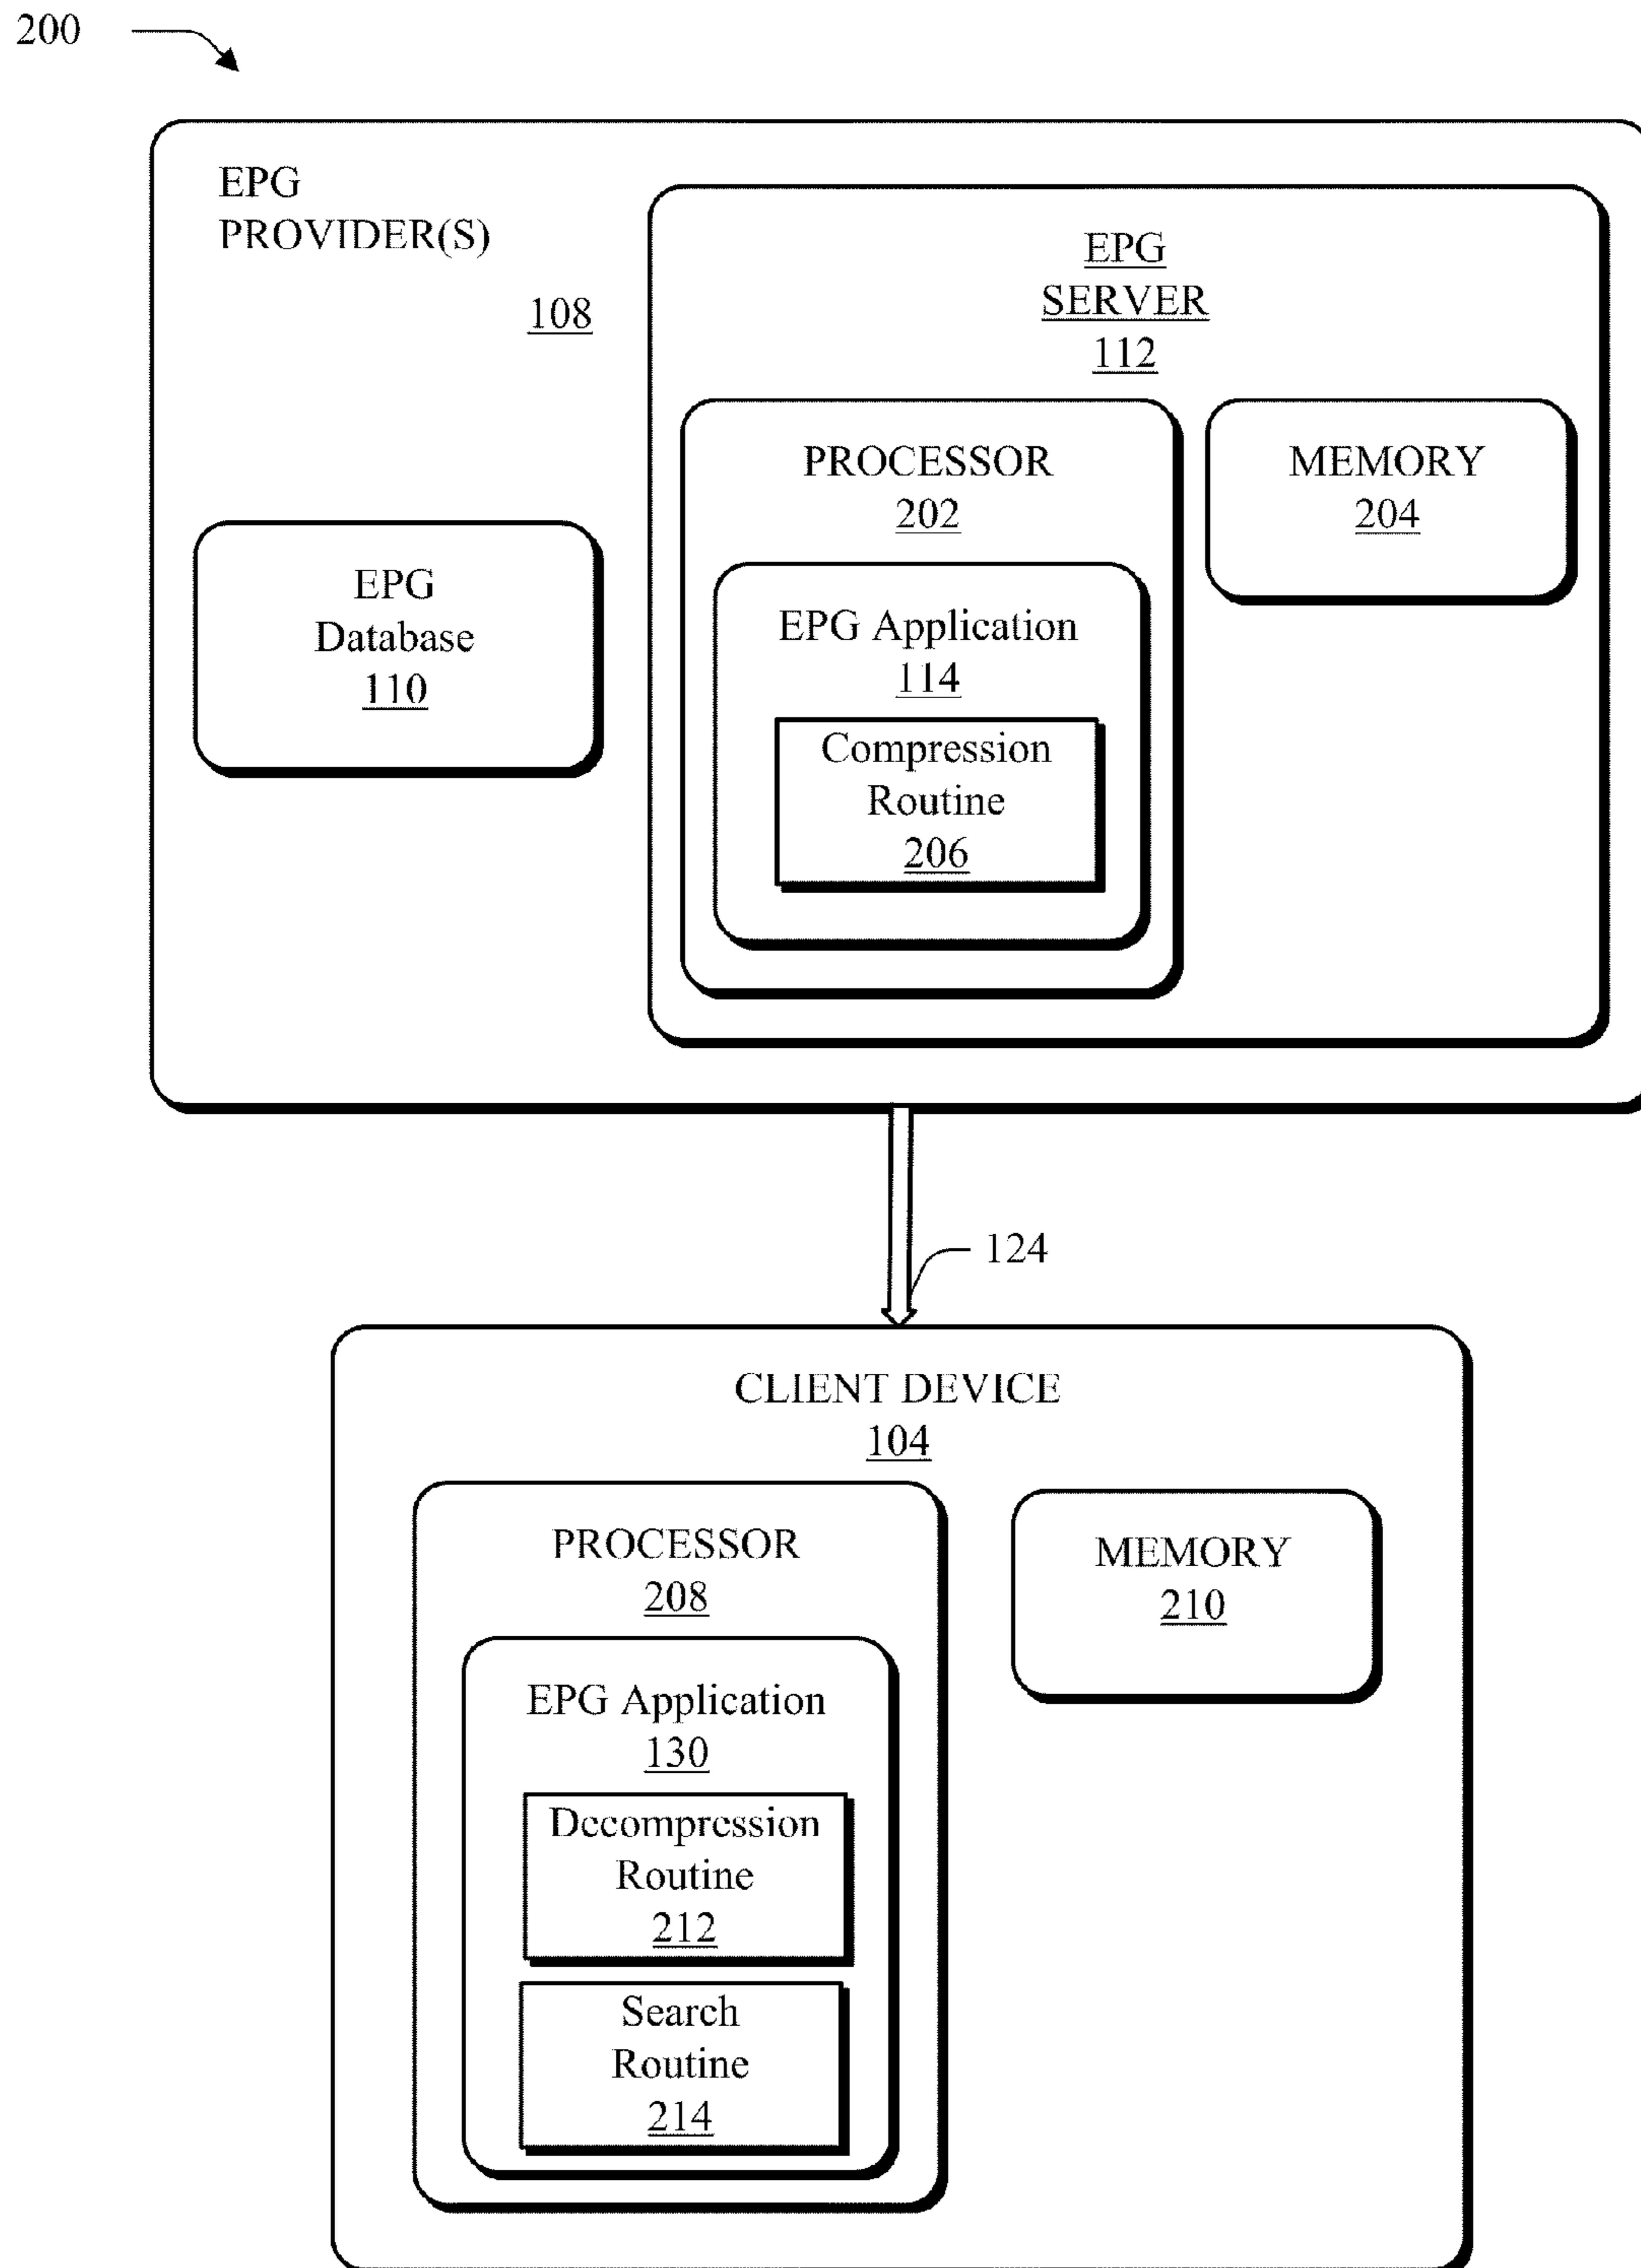 200
EPG
PROVIDER(S)
108
EPG
SERVER
112
PROCESSOR
202
MEMORY
204
EPG
Database
110
EPG Application
114
Compression
Routine
206
124
CLIENT DEVICE
104
PROCESSOR
208
MEMORY
210
EPG Application
130
Decompression
Routine
212
Search
Routine
214